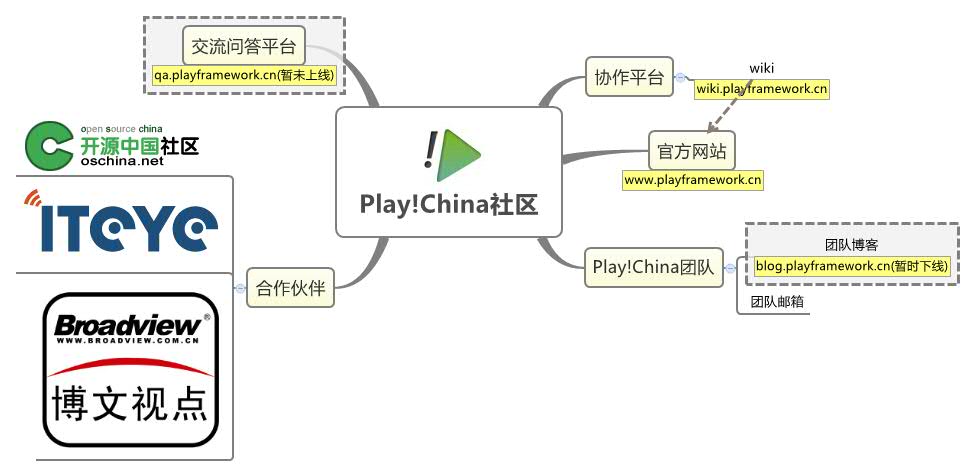 交流问答平台
qa.playframework.cn(暂未上线)
协作平台
wiki
wiki.playframework.cn
官方网站
www.playframework.cn
Play!China社区
Play!China团队
团队博客
blog.playframework.cn(暂时下线)
团队邮箱
合作伙伴
open source china
开源中国社区
oschina.net
ITeye
Broadview®
WWW.BROADVIEW.COM.CN
博文视点